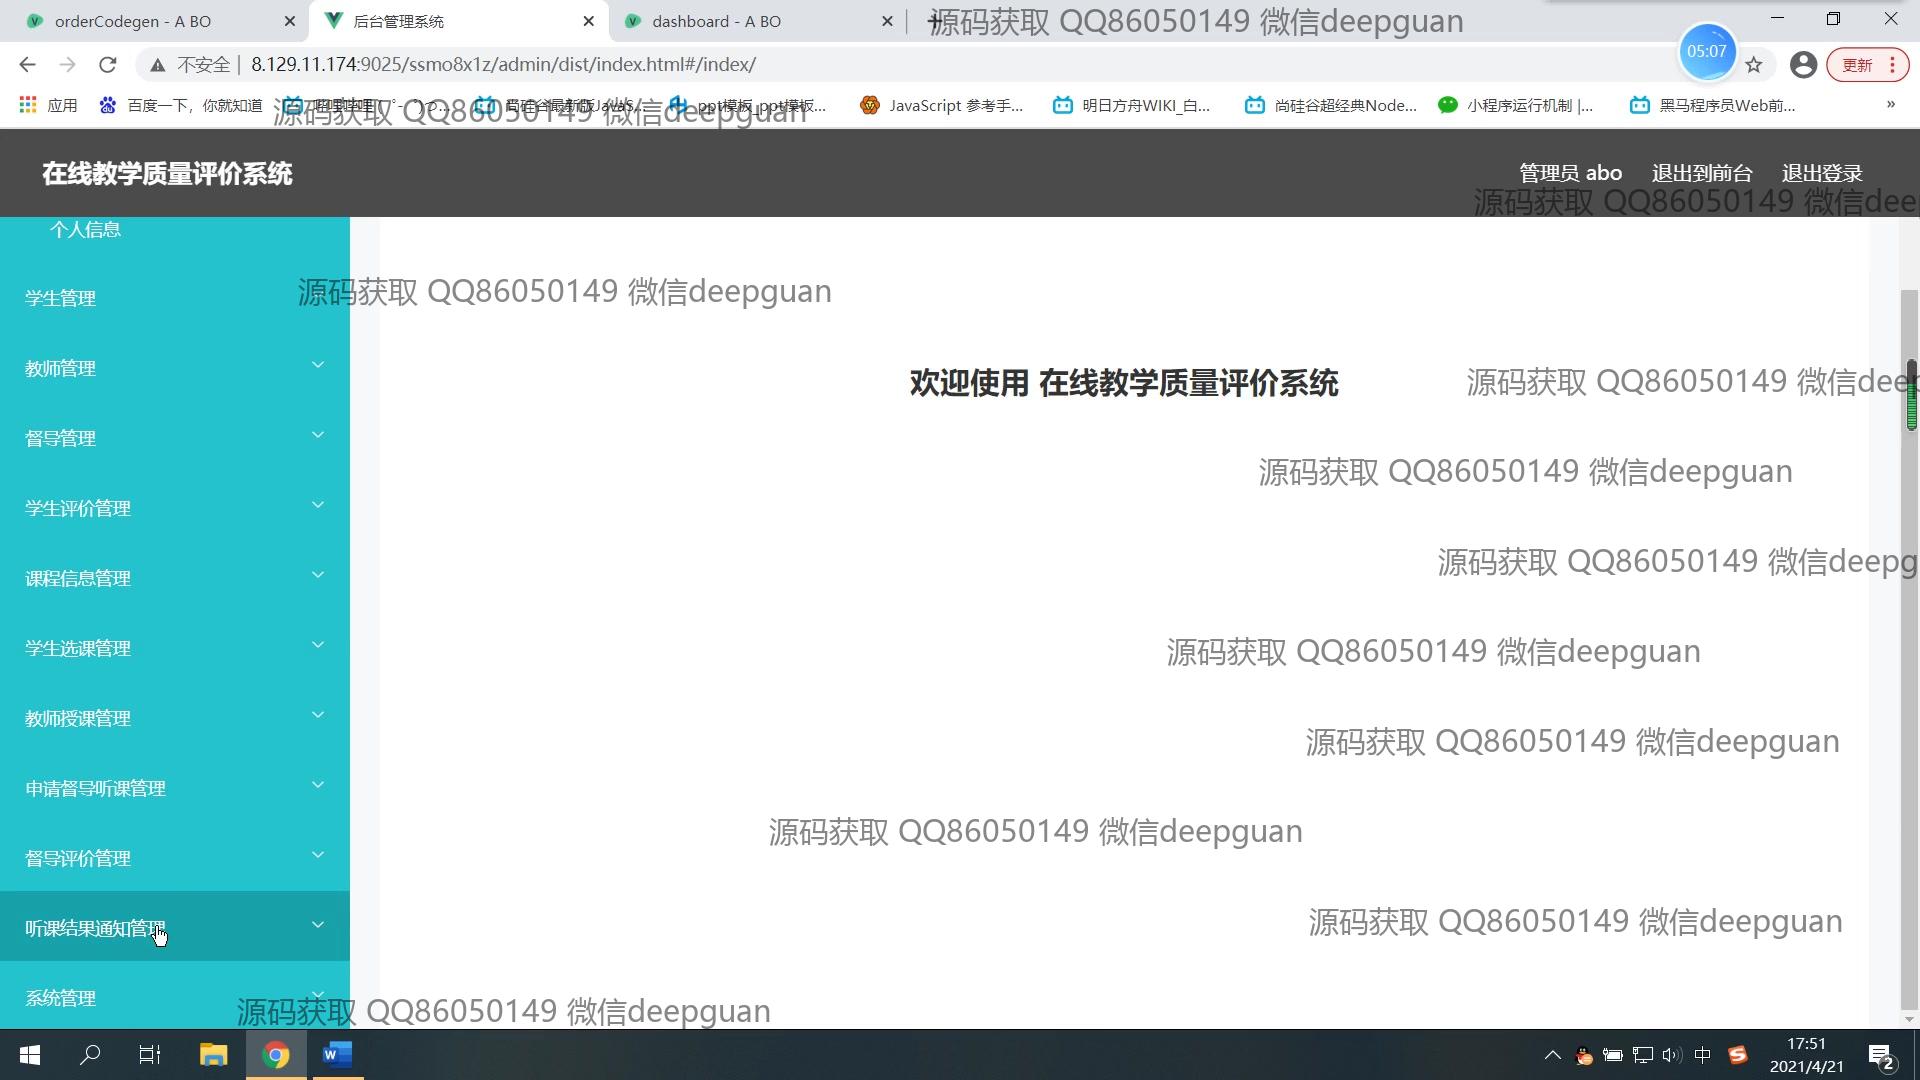 orderCodegen - A BO
后台管理系统
dashboard - A BO
源码获取 QQ86050149 微信deepguan
05:07
不安全
8.129.11.174:9025/ssmo8x1z/admin/dist/index.html#/index/
更新
应用
百度一下，你就知道
ppt模板_ppt模板...
JavaScript 参考手...
明日方舟WIKI_白...
尚硅谷超经典Node...
小程序运行机制 |...
黑马程序员Web前...
»
源码获取 QQ86050149 微信deepguan
在线教学质量评价系统
管理员 abo
退出到前台
退出登录
源码获取 QQ86050149 微信dee
个人信息
学生管理
源码获取 QQ86050149 微信deepguan
教师管理
欢迎使用 在线教学质量评价系统
源码获取 QQ86050149 微信deep
督导管理
源码获取 QQ86050149 微信deepguan
学生评价管理
源码获取 QQ86050149 微信deepg
课程信息管理
学生选课管理
源码获取 QQ86050149 微信deepguan
教师授课管理
源码获取 QQ86050149 微信deepguan
申请督导听课管理
源码获取 QQ86050149 微信deepguan
督导评价管理
听课结果通知管理
源码获取 QQ86050149 微信deepguan
系统管理
源码获取 QQ86050149 微信deepguan
中
17:51
2021/4/21
2